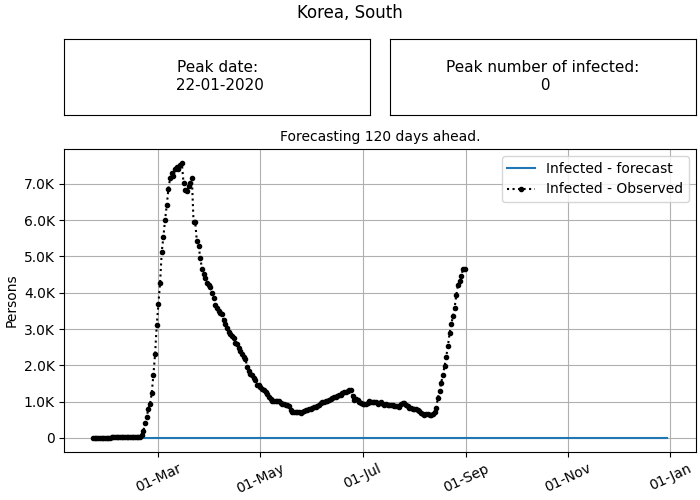 Korea, South
Peak date:
22-01-2020
Peak number of infected:
0
Forecasting 120 days ahead.
Infected - forecast
Infected - Observed
7.0K
6.0K
5.0K
4.0K
3.0K
2.0K
1.0K
0
Persons
01-Mar
01-May
01-Jul
01-Sep
01-Nov
01-Jan